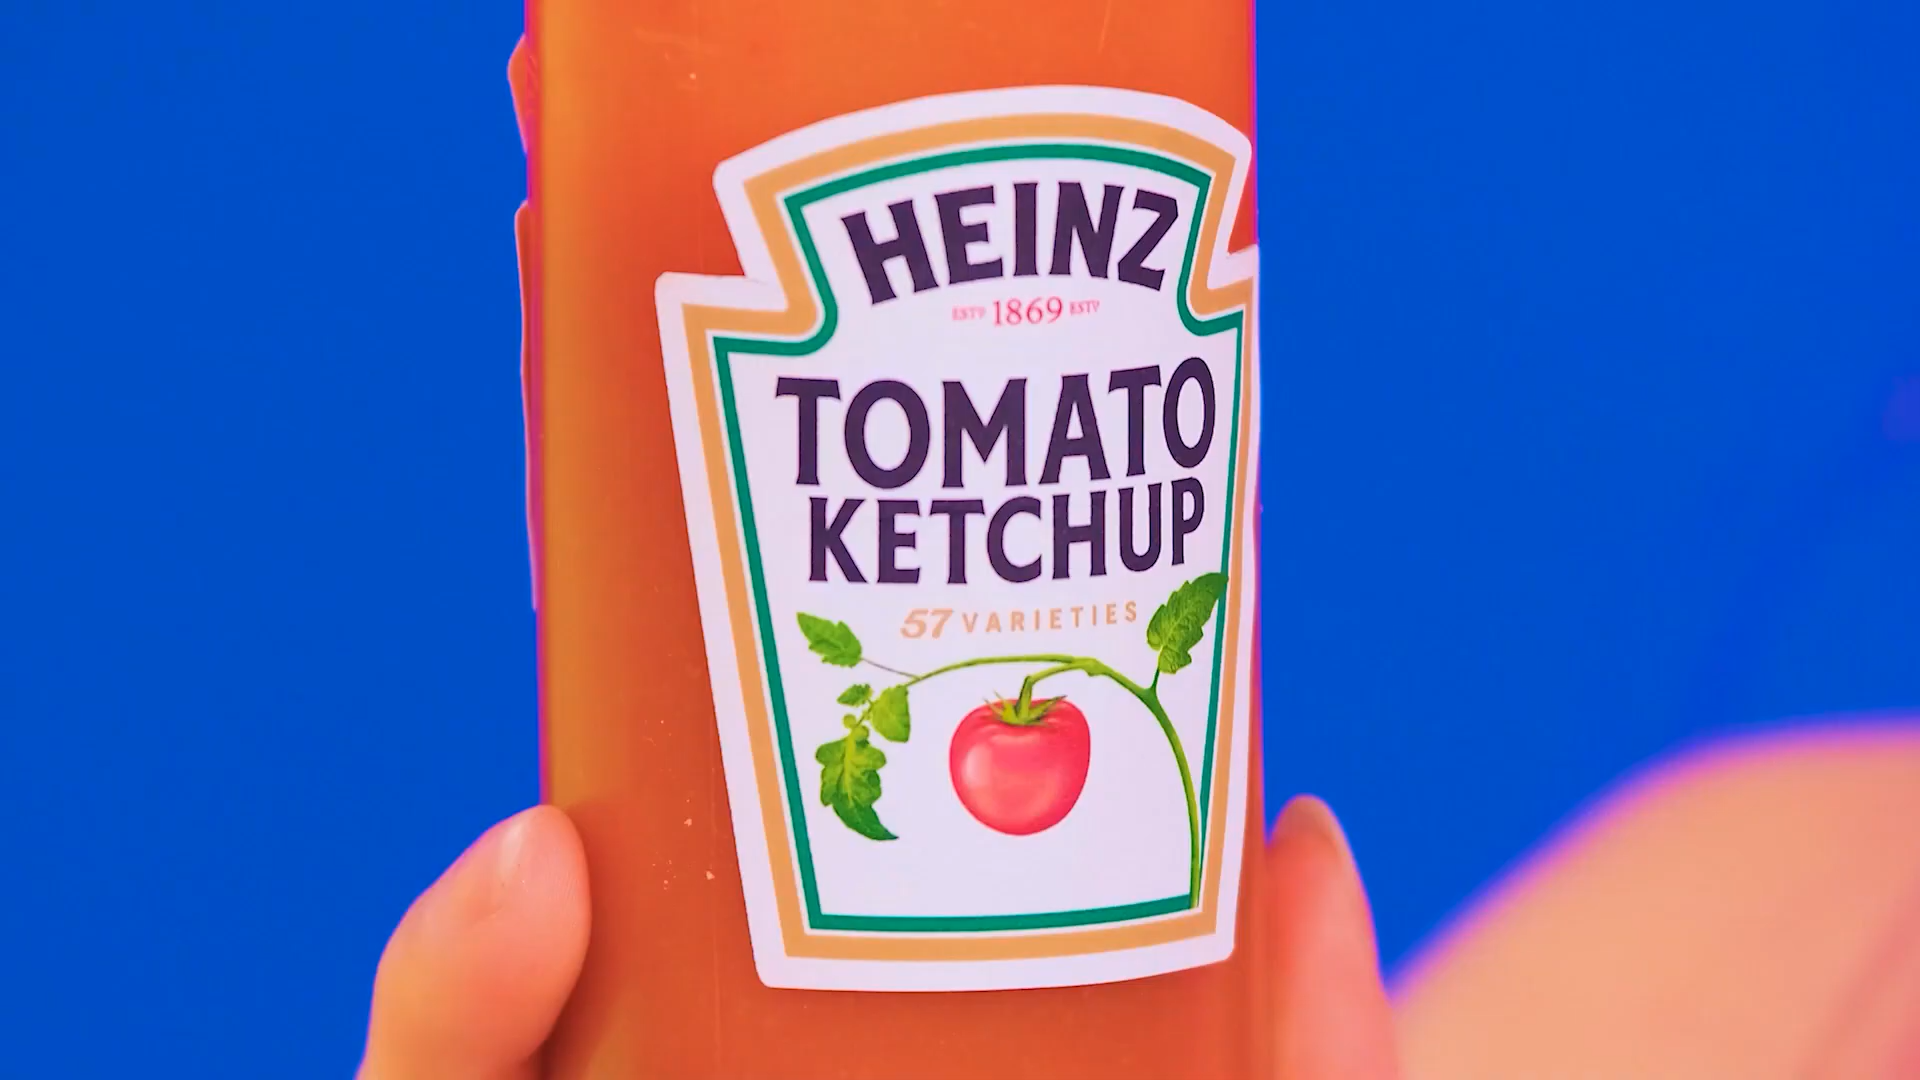 HEINZ
ESTD 1869 ESTD
TOMATO
KETCHUP
57 VARIETIES